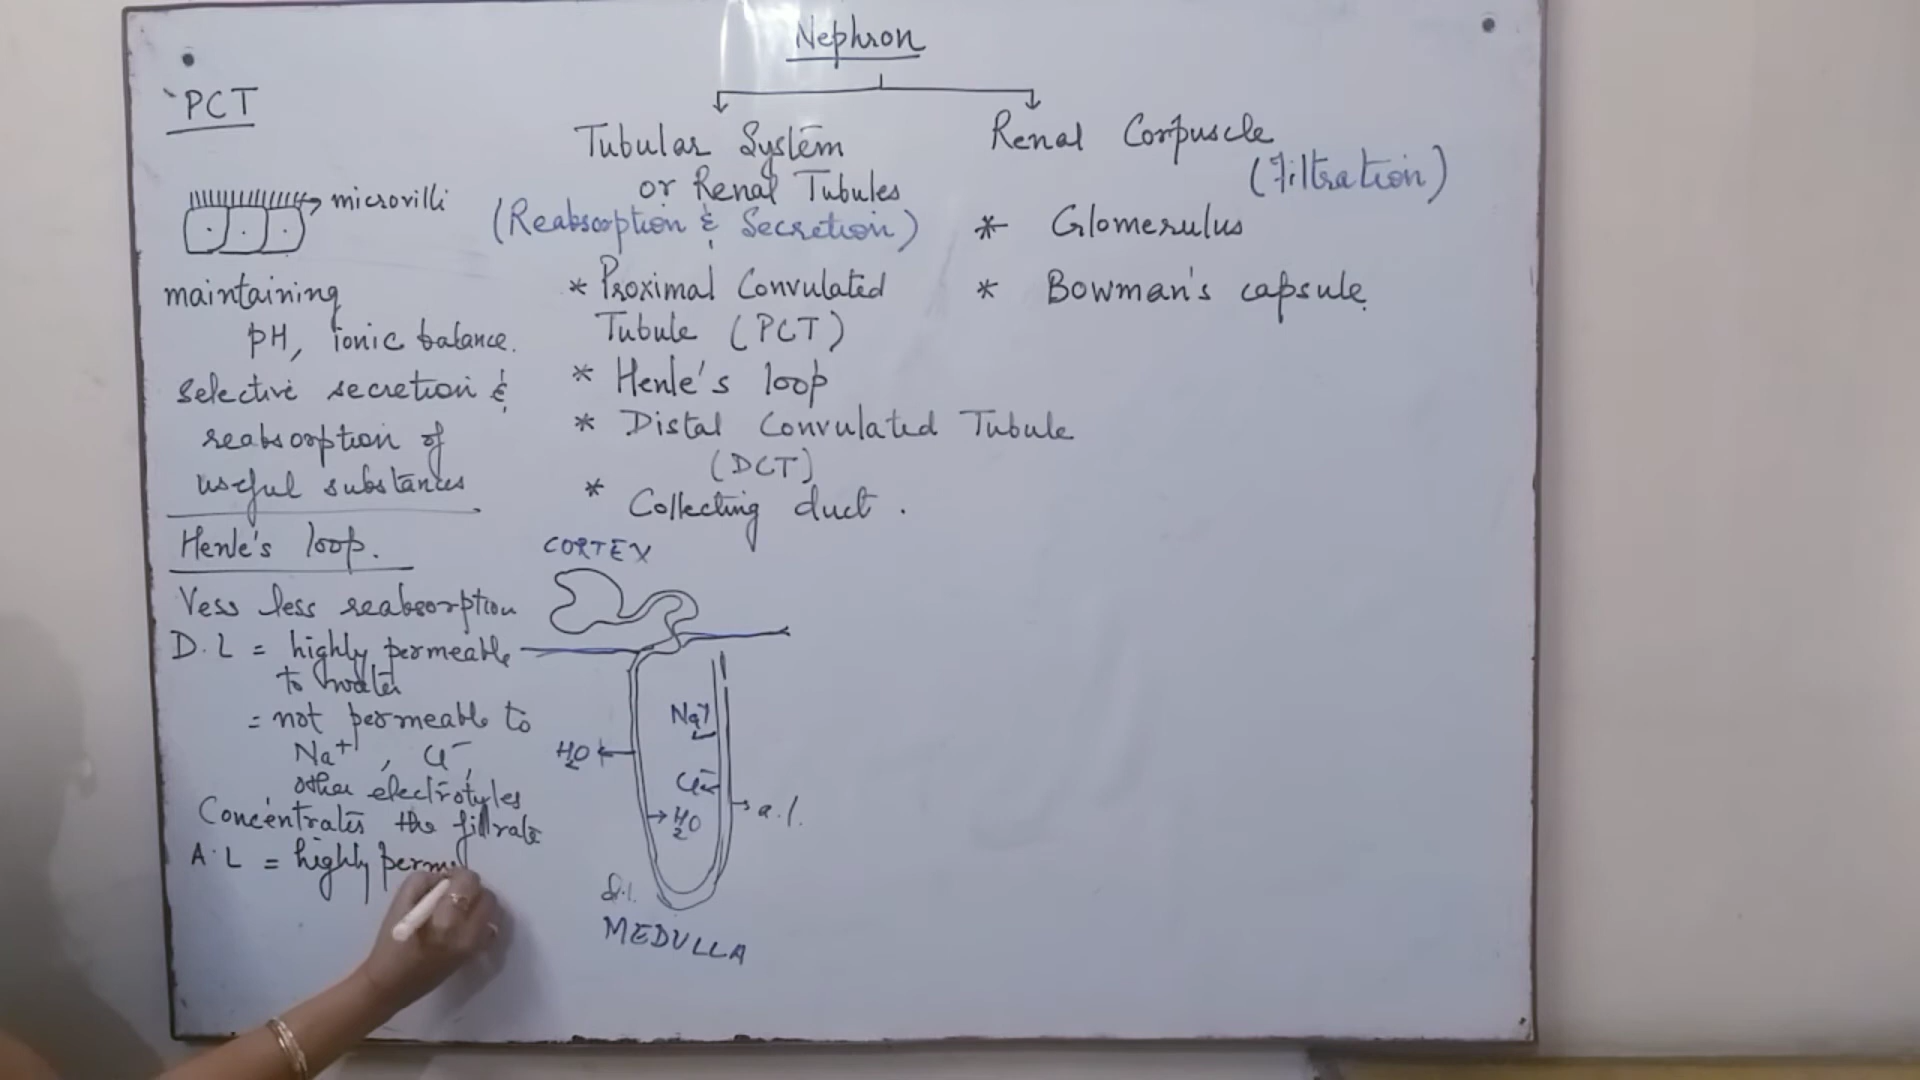 Nephron
PCT
microvilli
maintaining
pH, ionic balance.
selective secretion &
reabsorption of
useful substances
Henle's loop.
Vess less reabsorption
D.L = highly permeable
to water
= not permeable to
Na+, Cl-,
other electrotyles
Concentrates the filtrate
A.L = highly perm
Tubular System
or Renal Tubules
(Reabsorption & Secretion)
* Proximal Convulated
Tubule (PCT)
* Henle's loop
* Distal Convulated Tubule
(DCT)
* Collecting duct.
Renal Corpuscle
(Filtration)
* Glomerulus
* Bowman's capsule.
CORTEX
Na+
H2O
Cl-
H2O
a.l.
d.l.
MEDULLA